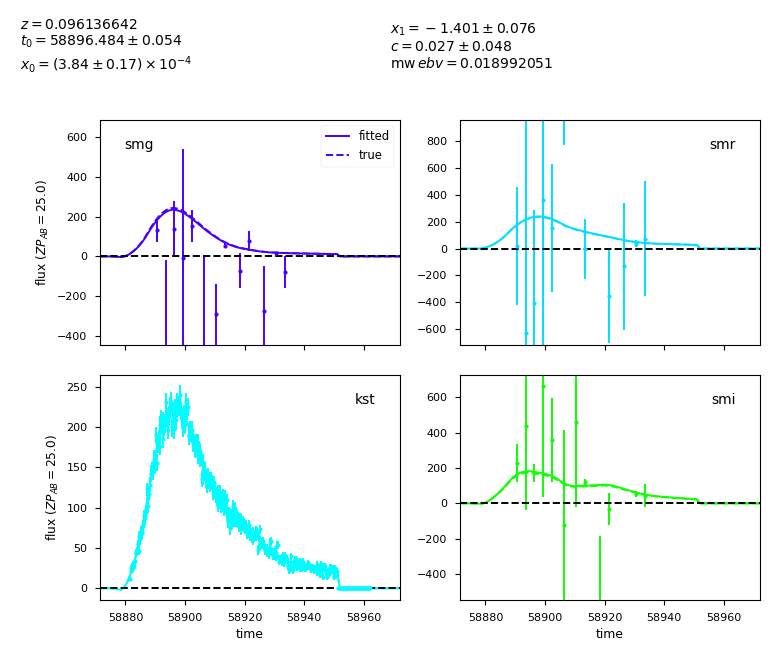 z = 0.096136642
t₀ = 58896.484 ± 0.054
x₀ = (3.84 ± 0.17) × 10⁻⁴
x₁ = −1.401 ± 0.076
c = 0.027 ± 0.048
mw ebv = 0.018992051
smg
fitted
true
600
400
200
0
−200
−400
flux (ZP_AB = 25.0)
smr
800
600
400
200
0
−200
−400
−600
kst
250
200
150
100
50
0
flux (ZP_AB = 25.0)
58880 58900 58920 58940 58960
time
smi
600
400
200
0
−200
−400
58880 58900 58920 58940 58960
time